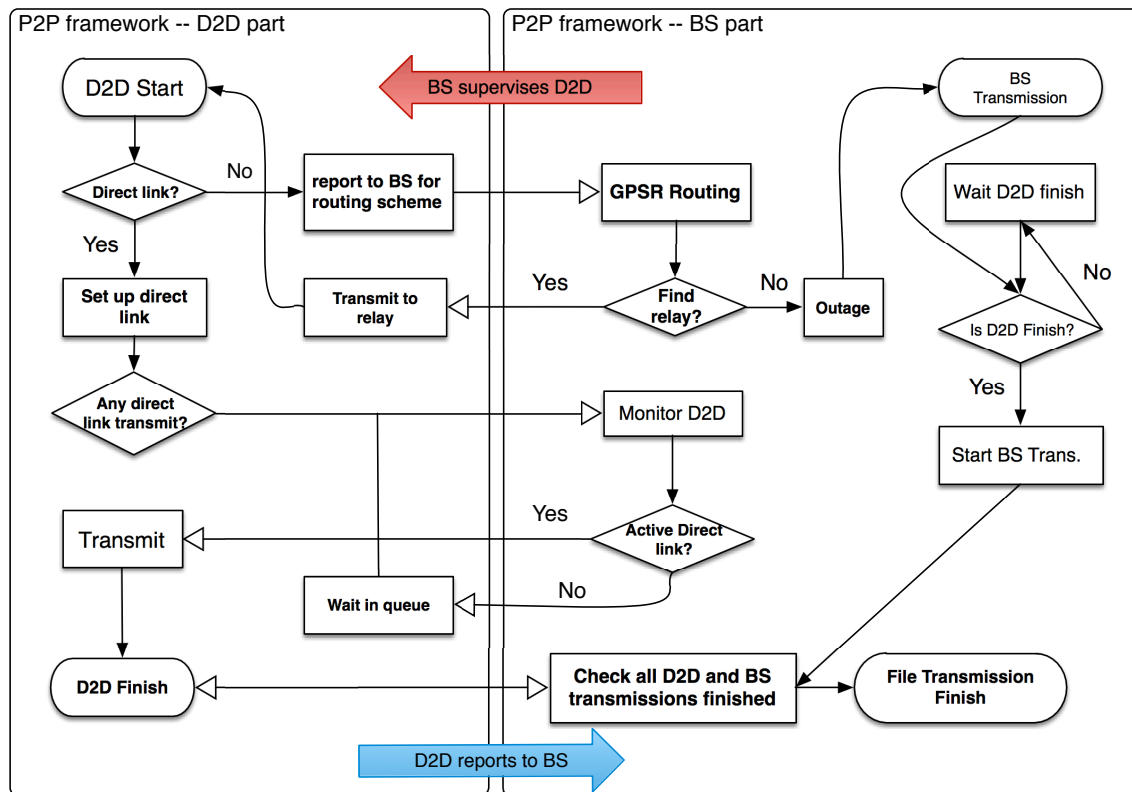 P2P framework -- D2D part
P2P framework -- BS part
D2D Start
BS supervises D2D
BS
Transmission
Direct link?
No
report to BS for
routing scheme
GPSR Routing
Wait D2D finish
Yes
Set up direct
link
Transmit to
relay
Yes
Find
relay?
No
Outage
No
Is D2D Finish?
Yes
Any direct
link transmit?
Monitor D2D
Start BS Trans.
Transmit
Yes
Active Direct
link?
Wait in queue
No
D2D Finish
Check all D2D and BS
transmissions finished
File Transmission
Finish
D2D reports to BS